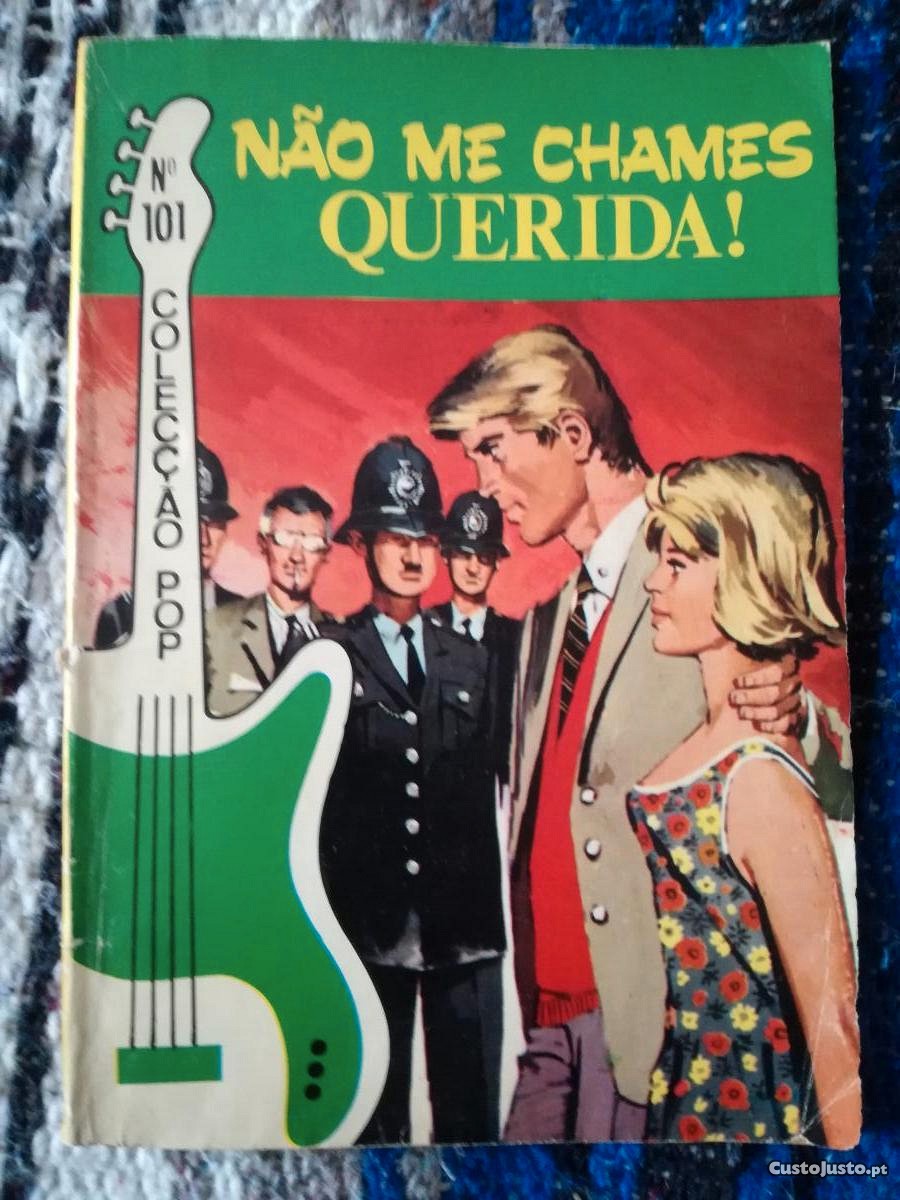 NÃO ME CHAMES
QUERIDA!
Nº
101
COLECÇÃO POP
CustoJusto.pt